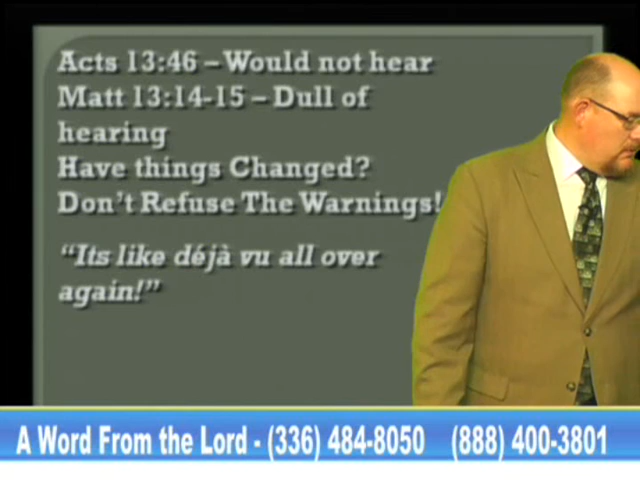 Acts 13:46 – Would not hear
Matt 13:14-15 – Dull of
hearing
Have things Changed?
Don't Refuse The Warnings!
“Its like déjà vu all over
again!”
A Word From the Lord - (336) 484-8050 (888) 400-3801